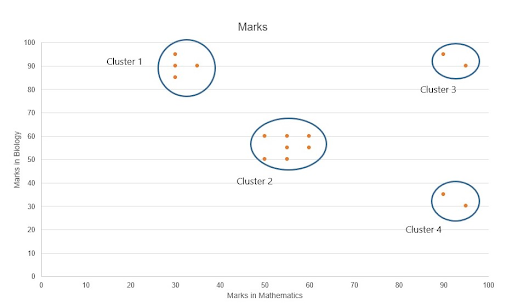 Marks
Marks in Biology
100
90
80
70
60
50
40
30
20
10
0
Cluster 1
Cluster 3
Cluster 2
Cluster 4
0 10 20 30 40 50 60 70 80 90 100
Marks in Mathematics